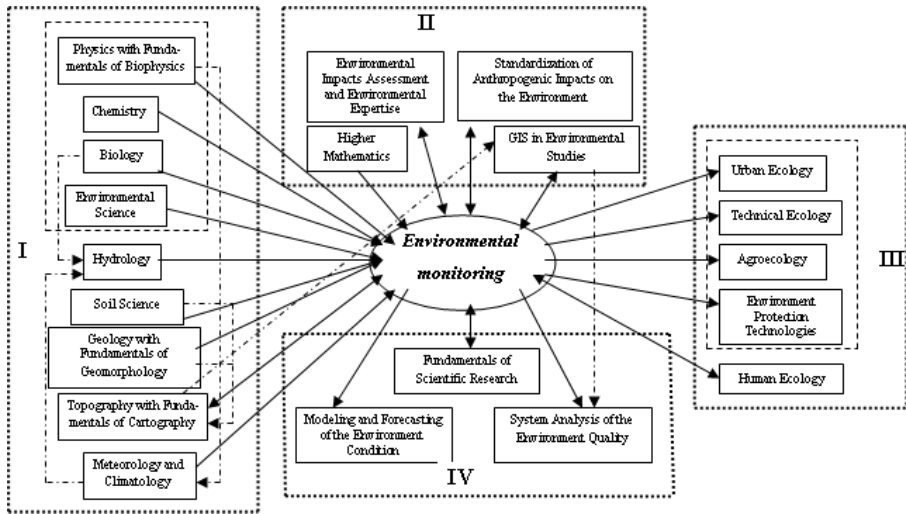 I
Physics with Funda-
mentals of Biophysics
Chemistry
Biology
Environmental
Science
Hydrology
Soil Science
Geology with
Fundamentals of
Geomorphology
Topography with Funda-
mentals of Cartography
Meteorology and
Climatology
II
Environmental
Impacts Assessment
and Environmental
Expertise
Standardization of
Anthropogenic Impacts on
the Environment
Higher
Mathematics
GIS in Environmental
Studies
Environmental
monitoring
III
Urban Ecology
Technical Ecology
Agroecology
Environment
Protection
Technologies
Human Ecology
Fundamentals of
Scientific Research
Modeling and Forecasting
of the Environment
Condition
System Analysis of the
Environment Quality
IV